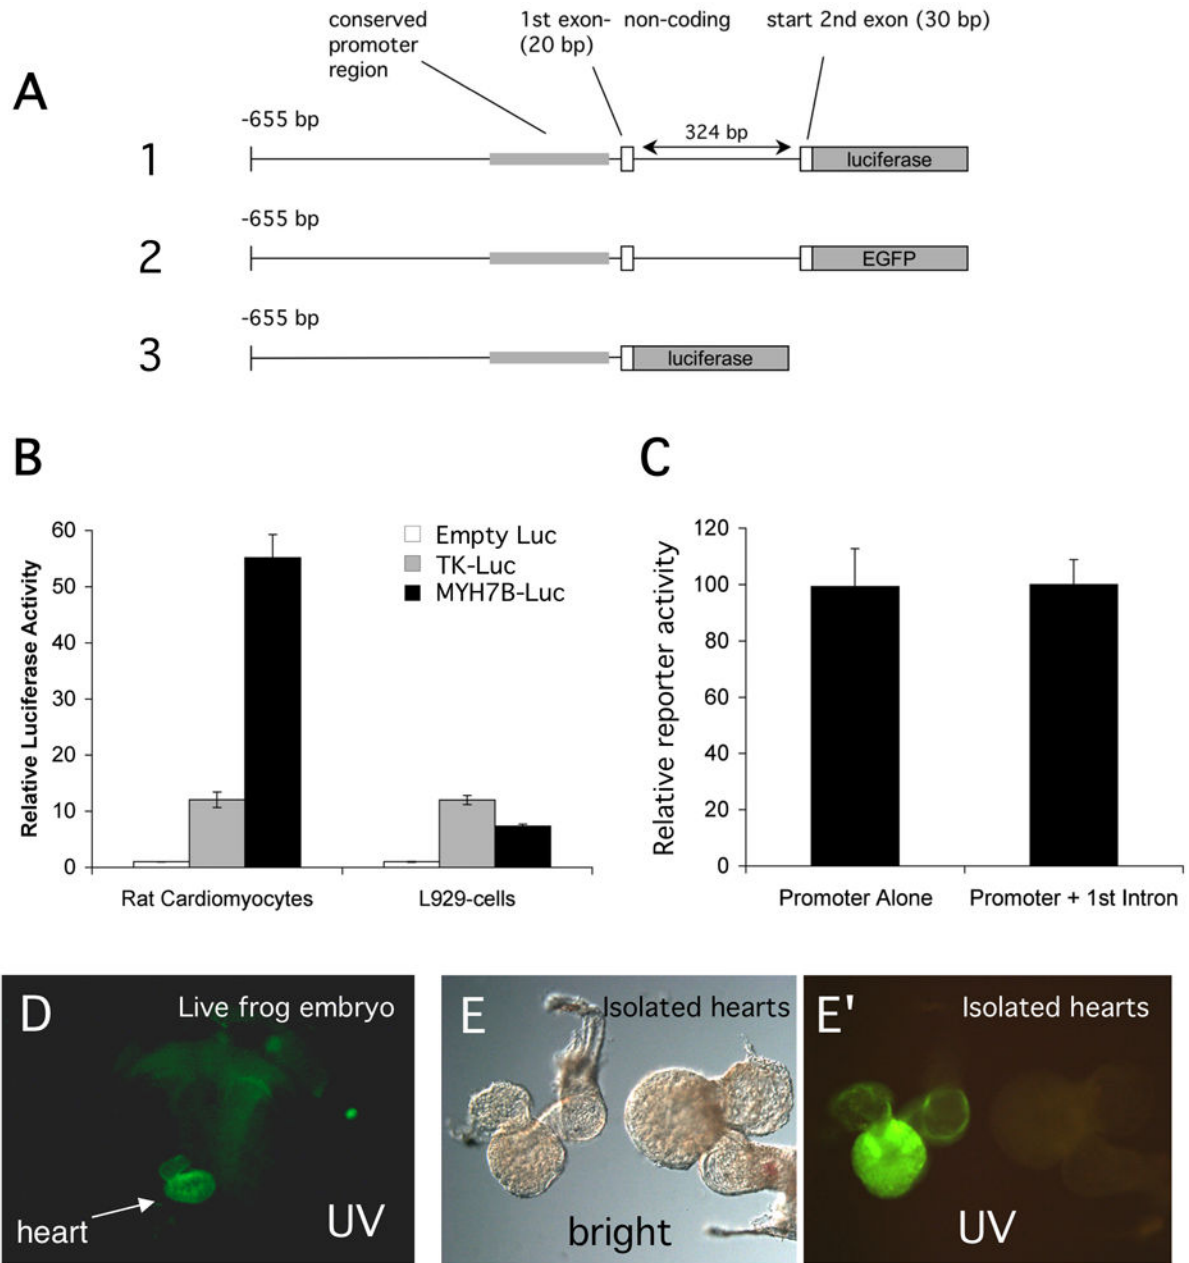 A
conserved
promoter
region
1st exon- non-coding
(20 bp)
start 2nd exon (30 bp)
1
-655 bp
324 bp
luciferase
2
-655 bp
EGFP
3
-655 bp
luciferase
B
Relative Luciferase Activity
60
50
40
30
20
10
0
Empty Luc
TK-Luc
MYH7B-Luc
Rat Cardiomyocytes
L929-cells
C
Relative reporter activity
120
100
80
60
40
20
0
Promoter Alone
Promoter + 1st Intron
D
Live frog embryo
heart
UV
E
Isolated hearts
bright
E'
Isolated hearts
UV